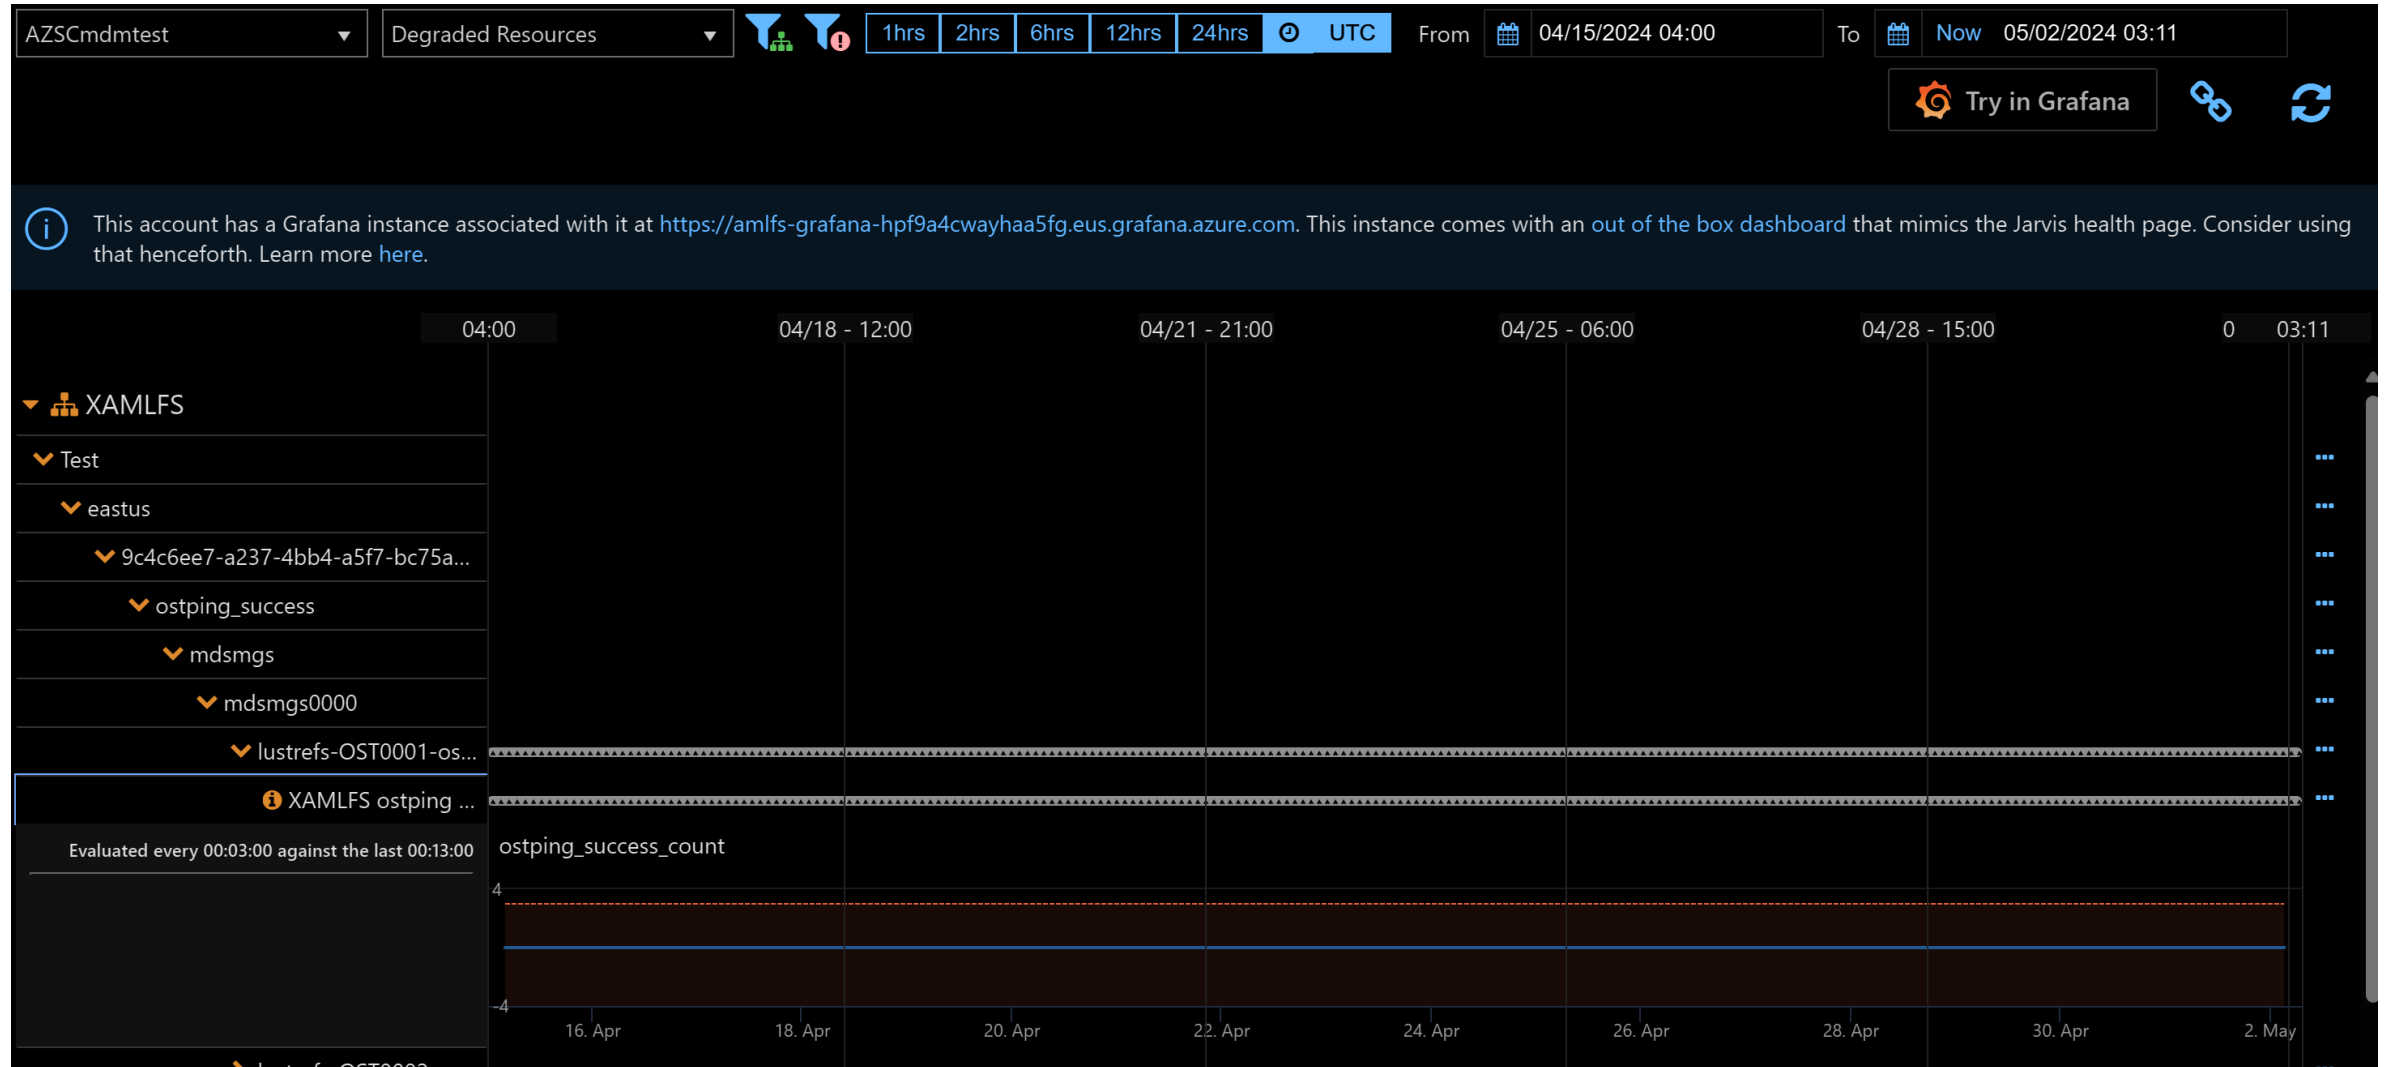 AZSCmdmtest
Degraded Resources
1hrs 2hrs 6hrs 12hrs 24hrs UTC
From 04/15/2024 04:00
To Now 05/02/2024 03:11
Try in Grafana
This account has a Grafana instance associated with it at https://amlfs-grafana-hpf9a4cwayhaa5fg.eus.grafana.azure.com. This instance comes with an out of the box dashboard that mimics the Jarvis health page. Consider using
that henceforth. Learn more here.
04:00 04/18 - 12:00 04/21 - 21:00 04/25 - 06:00 04/28 - 15:00 0 03:11
XAMLFS
Test
eastus
9c4c6ee7-a237-4bb4-a5f7-bc75a...
ostping_success
mdsmgs
mdsmgs0000
lustrefs-OST0001-os...
XAMLFS ostping ...
Evaluated every 00:03:00 against the last 00:13:00
ostping_success_count
4
-4
16. Apr 18. Apr 20. Apr 22. Apr 24. Apr 26. Apr 28. Apr 30. Apr 2. May